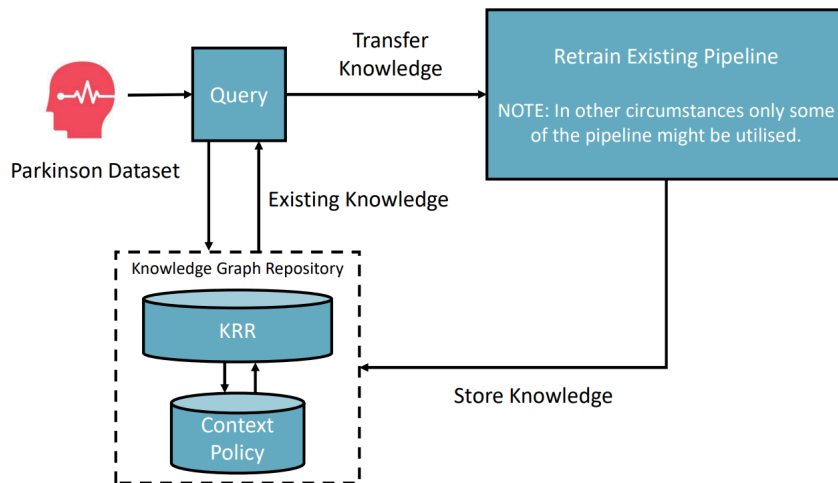 Transfer
Knowledge
Query
Retrain Existing Pipeline
NOTE: In other circumstances only some
of the pipeline might be utilised.
Parkinson Dataset
Existing Knowledge
Knowledge Graph Repository
KRR
Store Knowledge
Context
Policy